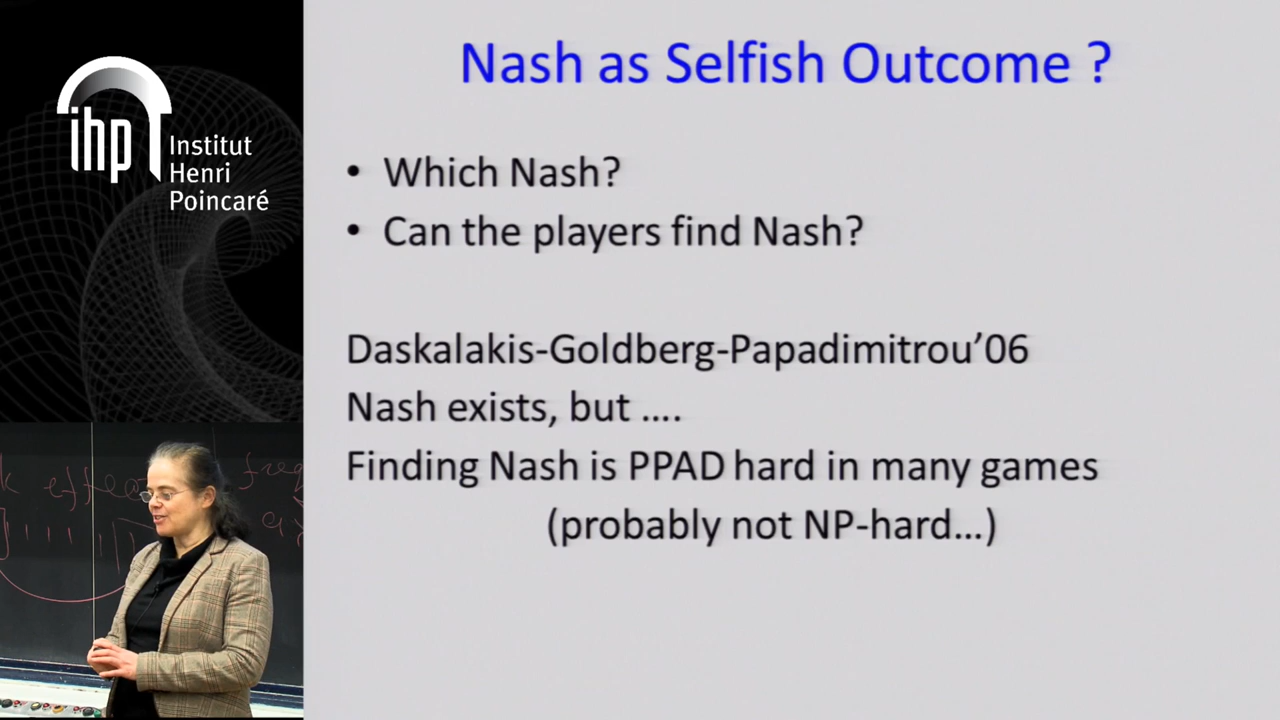 ihp
Institut
Henri
Poincaré
Nash as Selfish Outcome ?
• Which Nash?
• Can the players find Nash?
Daskalakis-Goldberg-Papadimitrou’06
Nash exists, but ….
Finding Nash is PPAD hard in many games
(probably not NP-hard…)